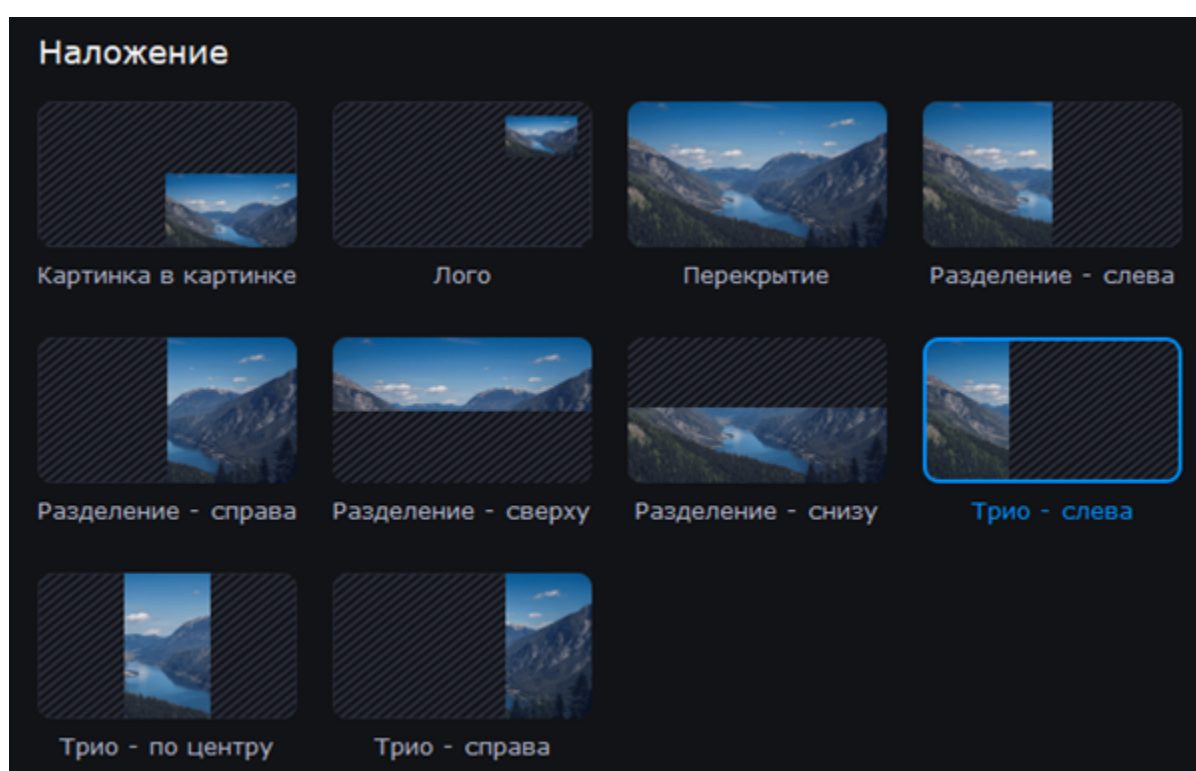 Наложение
Картинка в картинке
Лого
Перекрытие
Разделение - слева
Разделение - справа
Разделение - сверху
Разделение - снизу
Трио - слева
Трио - по центру
Трио - справа